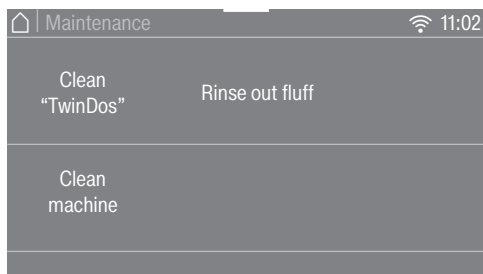 Maintenance
11:02
Clean
“TwinDos”
Rinse out fluff
Clean
machine